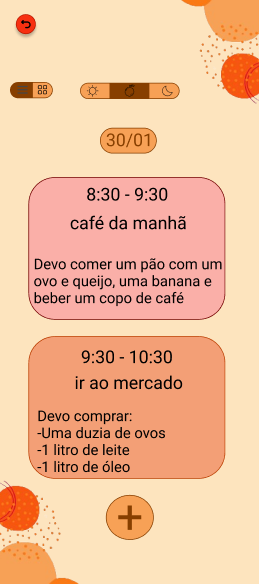 30/01
8:30 - 9:30
café da manhã
Devo comer um pão com um
ovo e queijo, uma banana e
beber um copo de café
9:30 - 10:30
ir ao mercado
Devo comprar:
-Uma duzia de ovos
-1 litro de leite
-1 litro de óleo